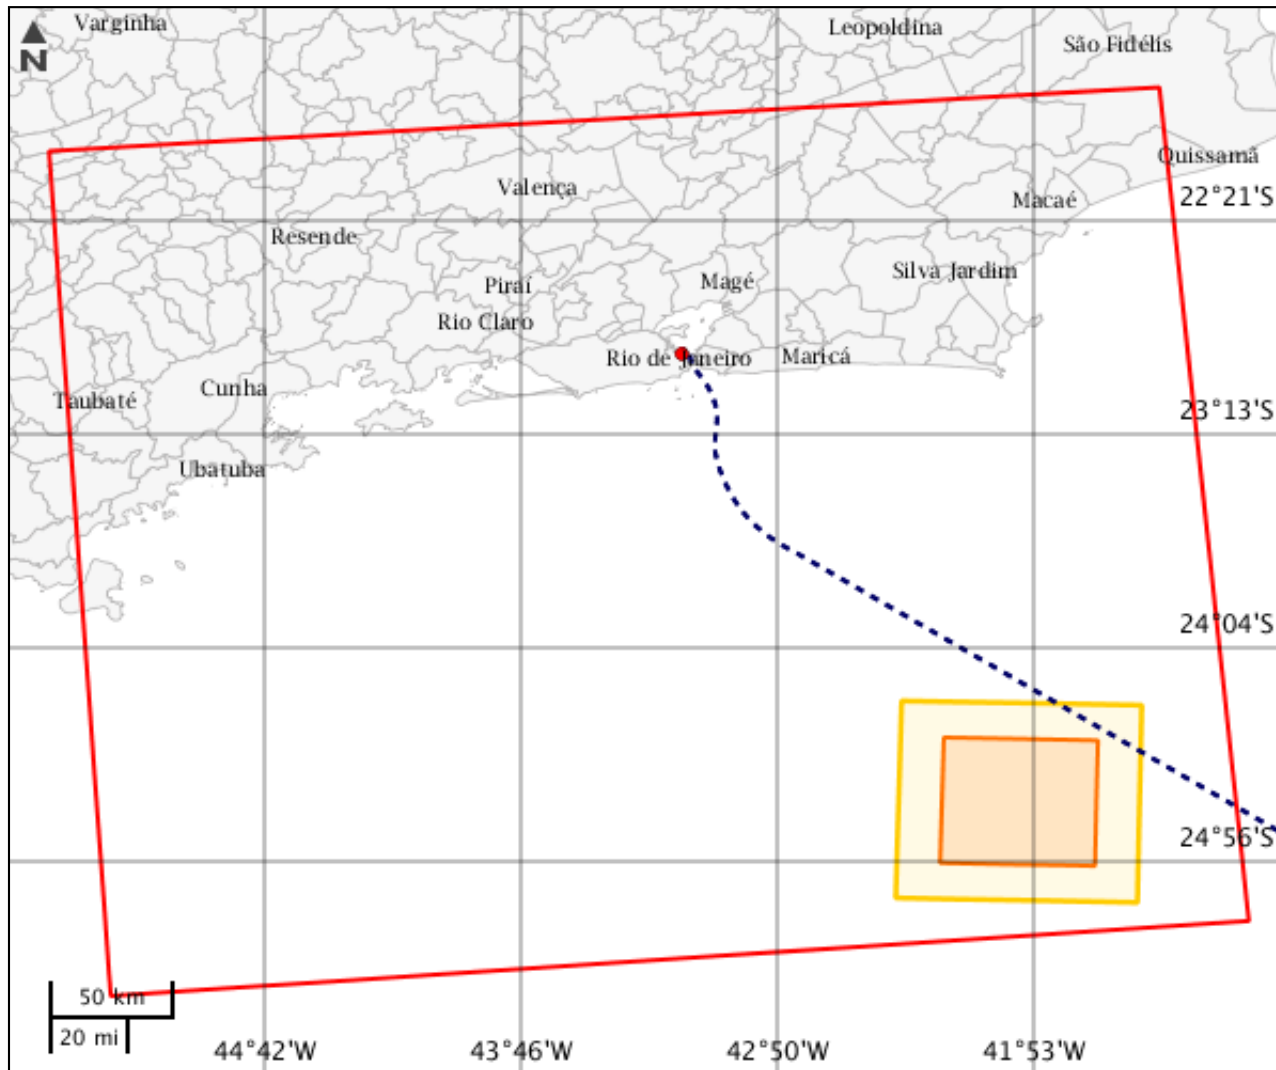 Varginha
Leopoldina
São Fidélis
N
Quissamã
Valença
22°21'S
Macaé
Resende
Silva Jardim
Magé
Piraí
Rio Claro
Rio de Janeiro
Maricá
Cunha
Taubaté
23°13'S
Ubatuba
24°04'S
24°56'S
50 km
20 mi
44°42'W
43°46'W
42°50'W
41°53'W